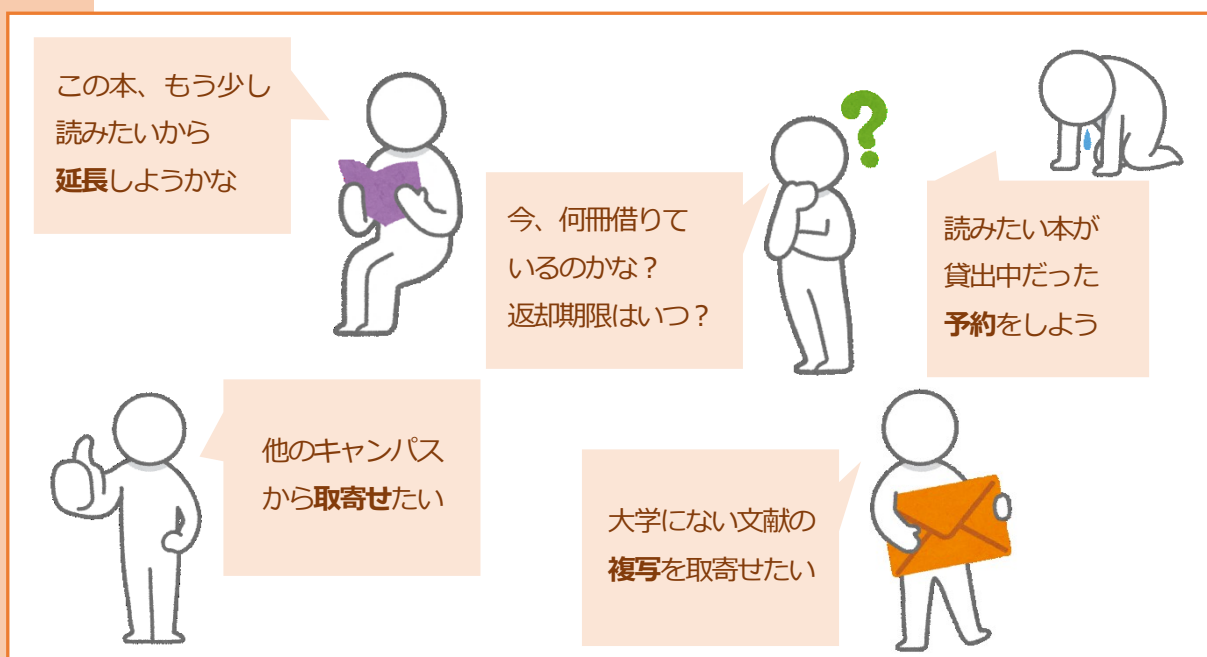 この本、もう少し
読みたいから
延長しようかな
今、何冊借りて
いるのかな?
返却期限はいつ?
読みたい本が
貸出中だった
予約をしよう
他のキャンパス
から取寄せたい
大学にない文献の
複写を取寄せたい